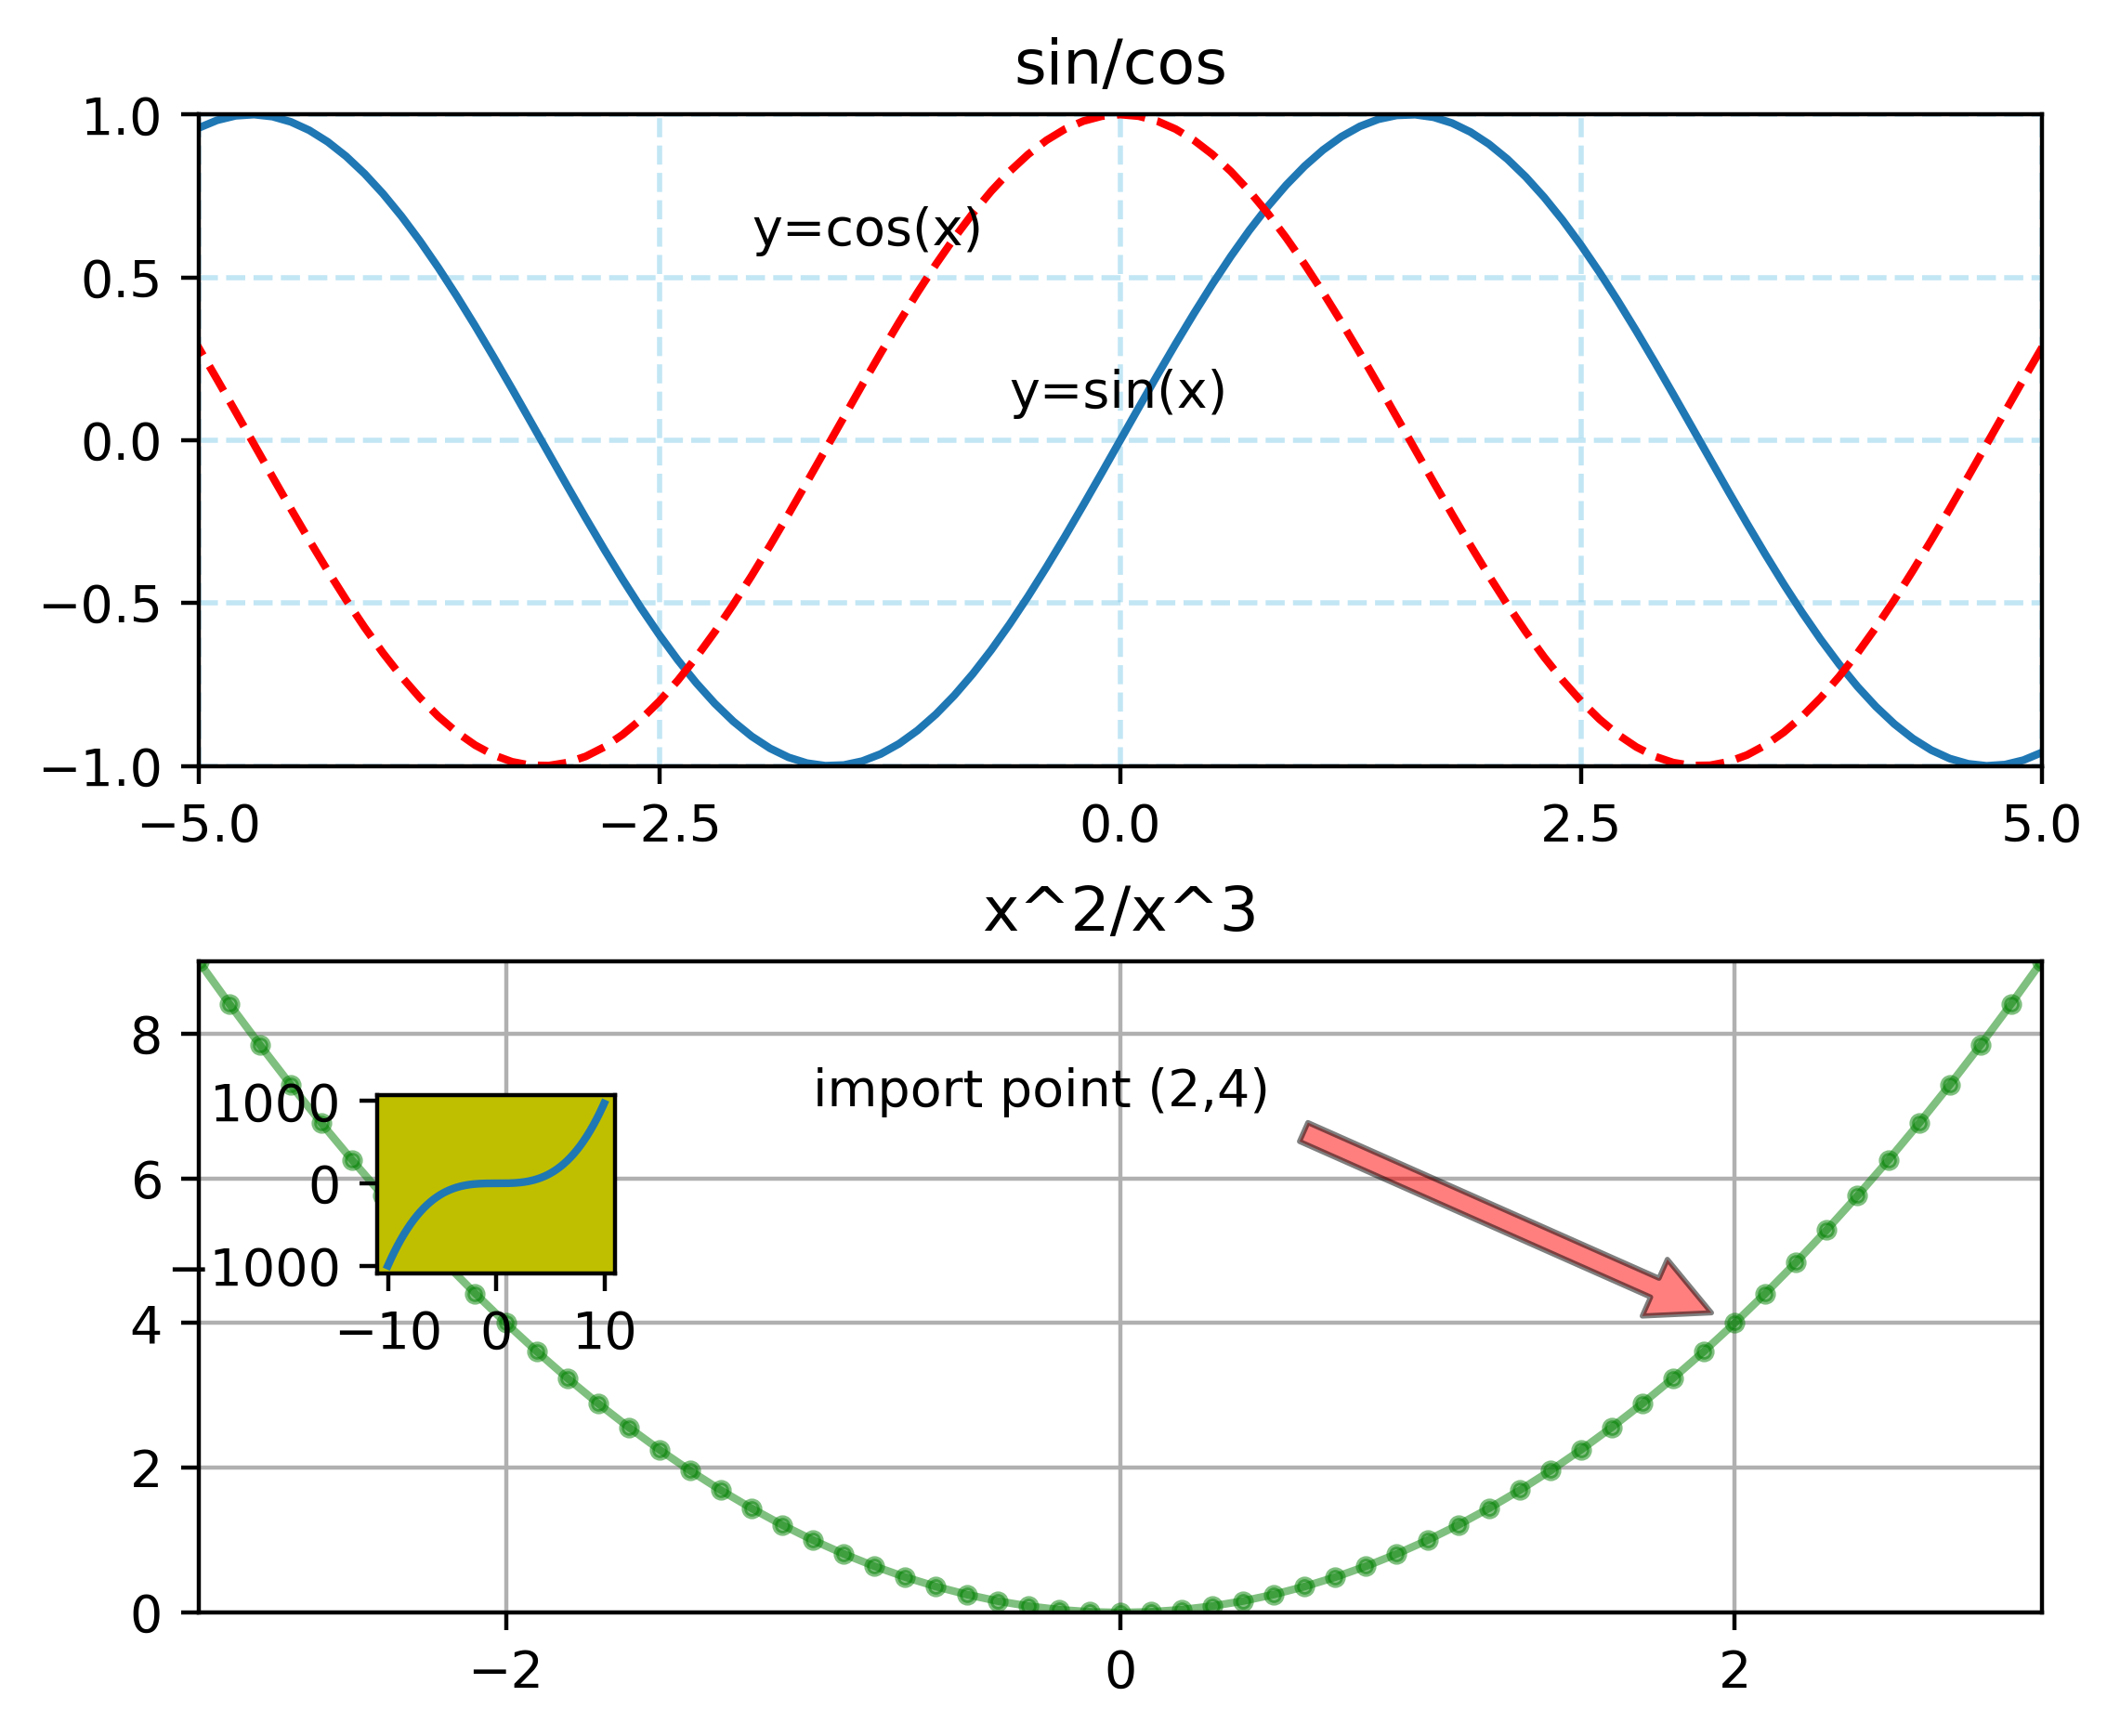 sin/cos
1.0
y=cos(x)
0.5
y=sin(x)
0.0
−0.5
−1.0
−5.0 −2.5 0.0 2.5 5.0
x^2/x^3
8
import point (2,4)
1000
6
0
−1000
4
−10 0 10
2
0
−2 0 2